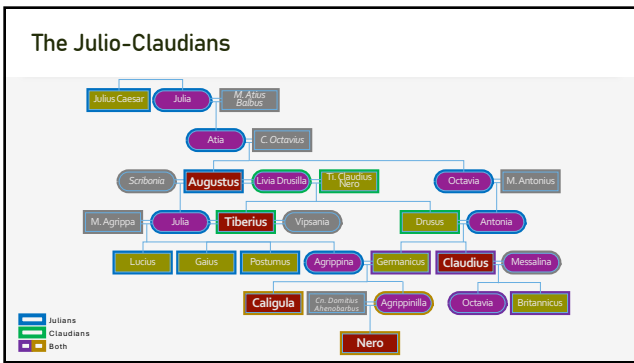 The Julio-Claudians
Julius Caesar
Julia
M. Atius
Balbus
Atia
C. Octavius
Scribonia
Augustus
Livia Drusilla
Ti. Claudius
Nero
Octavia
M. Antonius
M. Agrippa
Julia
Tiberius
Vipsania
Drusus
Antonia
Lucius
Gaius
Postumus
Agrippina
Germanicus
Claudius
Messalina
Caligula
Cn. Domitius
Ahenobarbus
Agrippinilla
Octavia
Britannicus
Nero
Julians
Claudians
Both